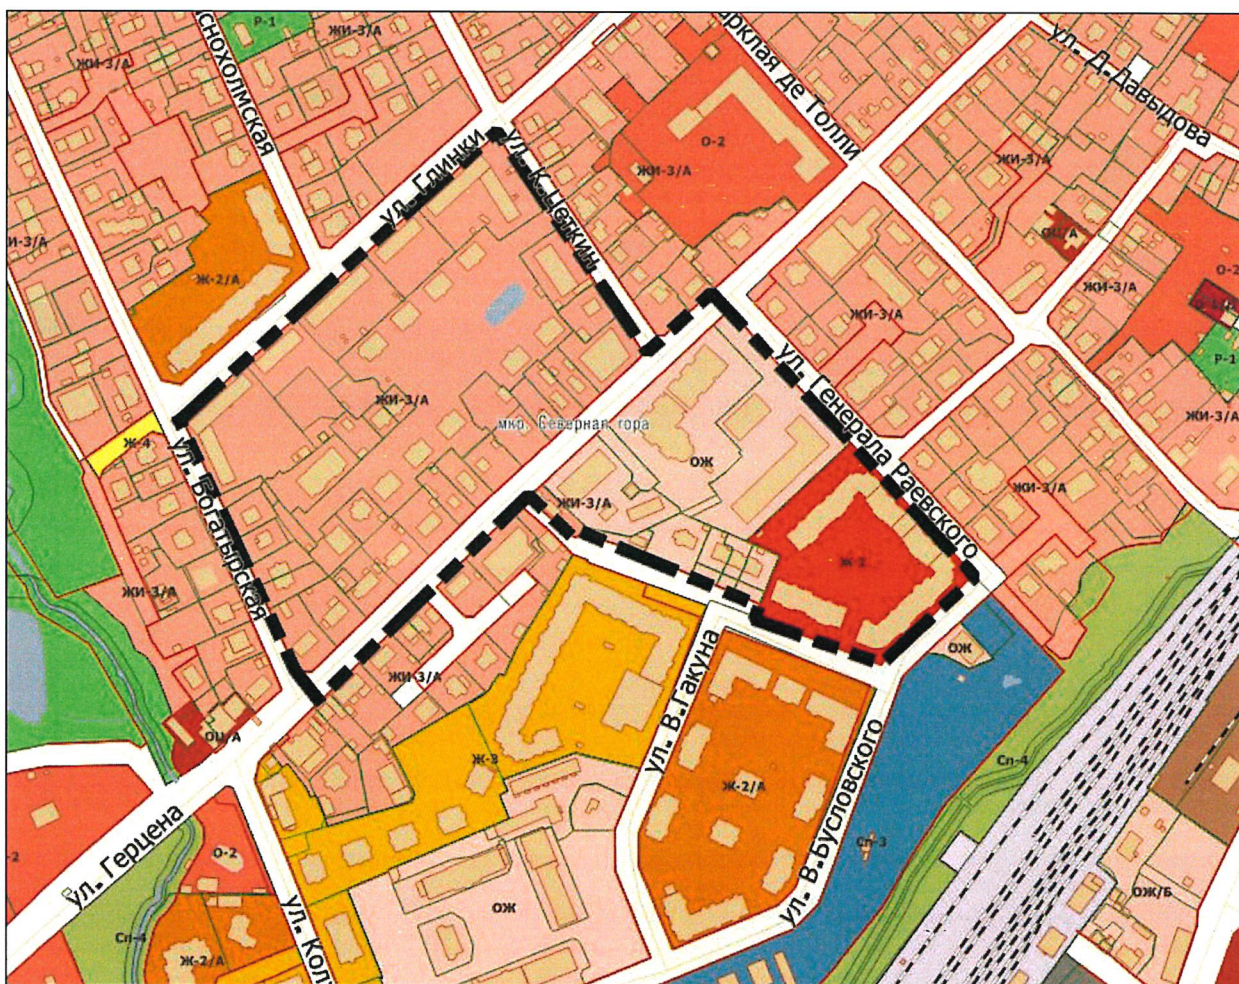 Р-1
ЖИ-3/А
ЖИ-3/А
СНОХОЛМСКАЯ
РКЛАЯ ДЕ ТОЛЛИ
ул. Д.Давыдова
О-2
ЖИ-3/А
ЖИ-3/А
ул. Глинки
ул. К.Цеткин
И-3/А
ОЦ/А
Ж-2/А
О-2
ЖИ-3/А
ЖИ-3/А
Р-1
ЖИ-3/А
ЖИ-3/А
мкр. Северная гора
ул. Генерала Раевского
Ж-4
ул. Богатырская
ОЖ
ЖИ-3/А
ЖИ-3/А
Ж-2
ЖИ-3/А
ОЖ
ЖИ-3/А
ул. В.Гакуна
ОЦ/А
Ж-3
Ж-2/А
ул. В.Бусловского
Сп-4
Сп-3
ул. Герцена
-2
О-2
ОЖ
ул. Кол
ОЖ/Б
Сп-4
Ж-2/А